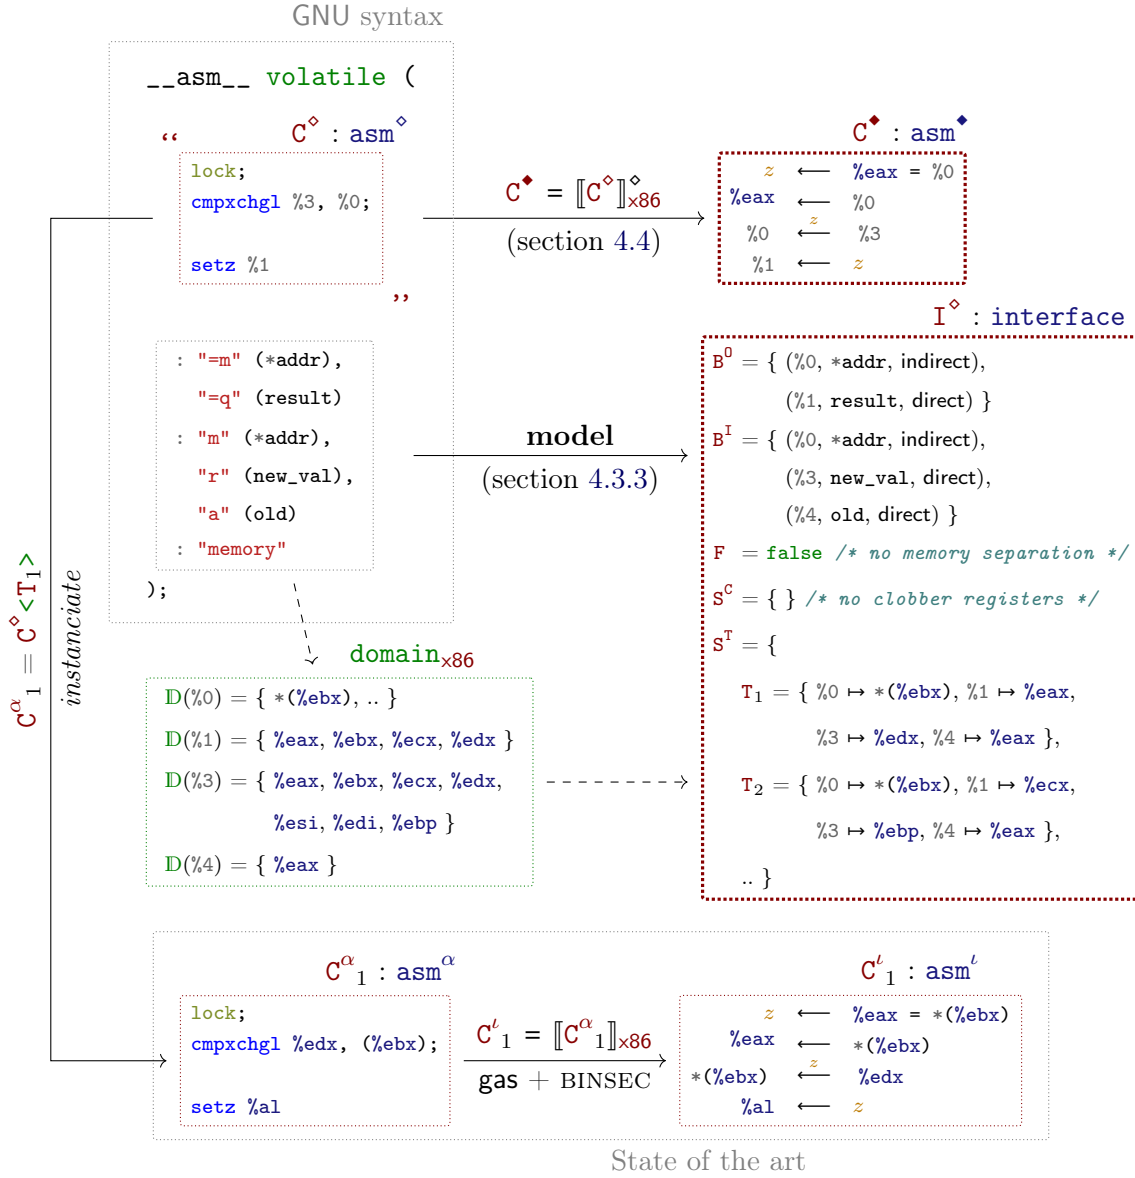 GNU syntax
__asm__ volatile (
“ C◇ : asm◇
lock;
cmpxchgl %3, %0;
setz %1
”
C◆ = ⟦C◇⟧◇x86
(section 4.4)
C◆ : asm◆
z ⟵ %eax = %0
%eax ⟵ %0
%0 ⟵z %3
%1 ⟵ z
: "=m" (*addr),
"=q" (result)
: "m" (*addr),
"r" (new_val),
"a" (old)
: "memory"
);
model
(section 4.3.3)
I◇ : interface
B^O = { (%0, *addr, indirect),
(%1, result, direct) }
B^I = { (%0, *addr, indirect),
(%3, new_val, direct),
(%4, old, direct) }
F = false /* no memory separation */
S^C = { } /* no clobber registers */
S^T = {
T₁ = { %0 ↦ *(%ebx), %1 ↦ %eax,
%3 ↦ %edx, %4 ↦ %eax },
T₂ = { %0 ↦ *(%ebx), %1 ↦ %ecx,
%3 ↦ %ebp, %4 ↦ %eax },
.. }
domainx86
𝔻(%0) = { *(%ebx), .. }
𝔻(%1) = { %eax, %ebx, %ecx, %edx }
𝔻(%3) = { %eax, %ebx, %ecx, %edx,
%esi, %edi, %ebp }
𝔻(%4) = { %eax }
C^α₁ = C◇<T₁>
instanciate
C^α₁ : asm^α
lock;
cmpxchgl %edx, (%ebx);
setz %al
C^ι₁ = ⟦C^α₁⟧x86
gas + BINSEC
C^ι₁ : asm^ι
z ⟵ %eax = *(%ebx)
%eax ⟵ *(%ebx)
*(%ebx) ⟵z %edx
%al ⟵ z
State of the art